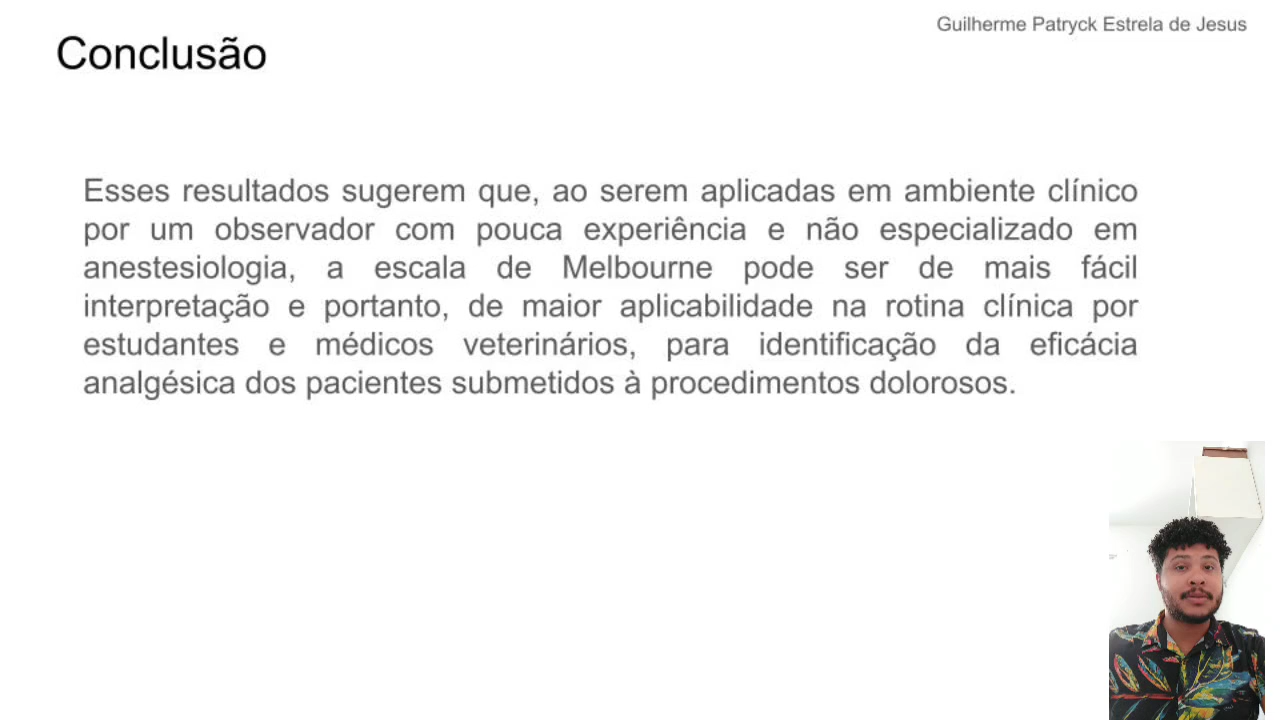 Guilherme Patryck Estrela de Jesus
Conclusão
Esses resultados sugerem que, ao serem aplicadas em ambiente clínico
por um observador com pouca experiência e não especializado em
anestesiologia, a escala de Melbourne pode ser de mais fácil
interpretação e portanto, de maior aplicabilidade na rotina clínica por
estudantes e médicos veterinários, para identificação da eficácia
analgésica dos pacientes submetidos à procedimentos dolorosos.